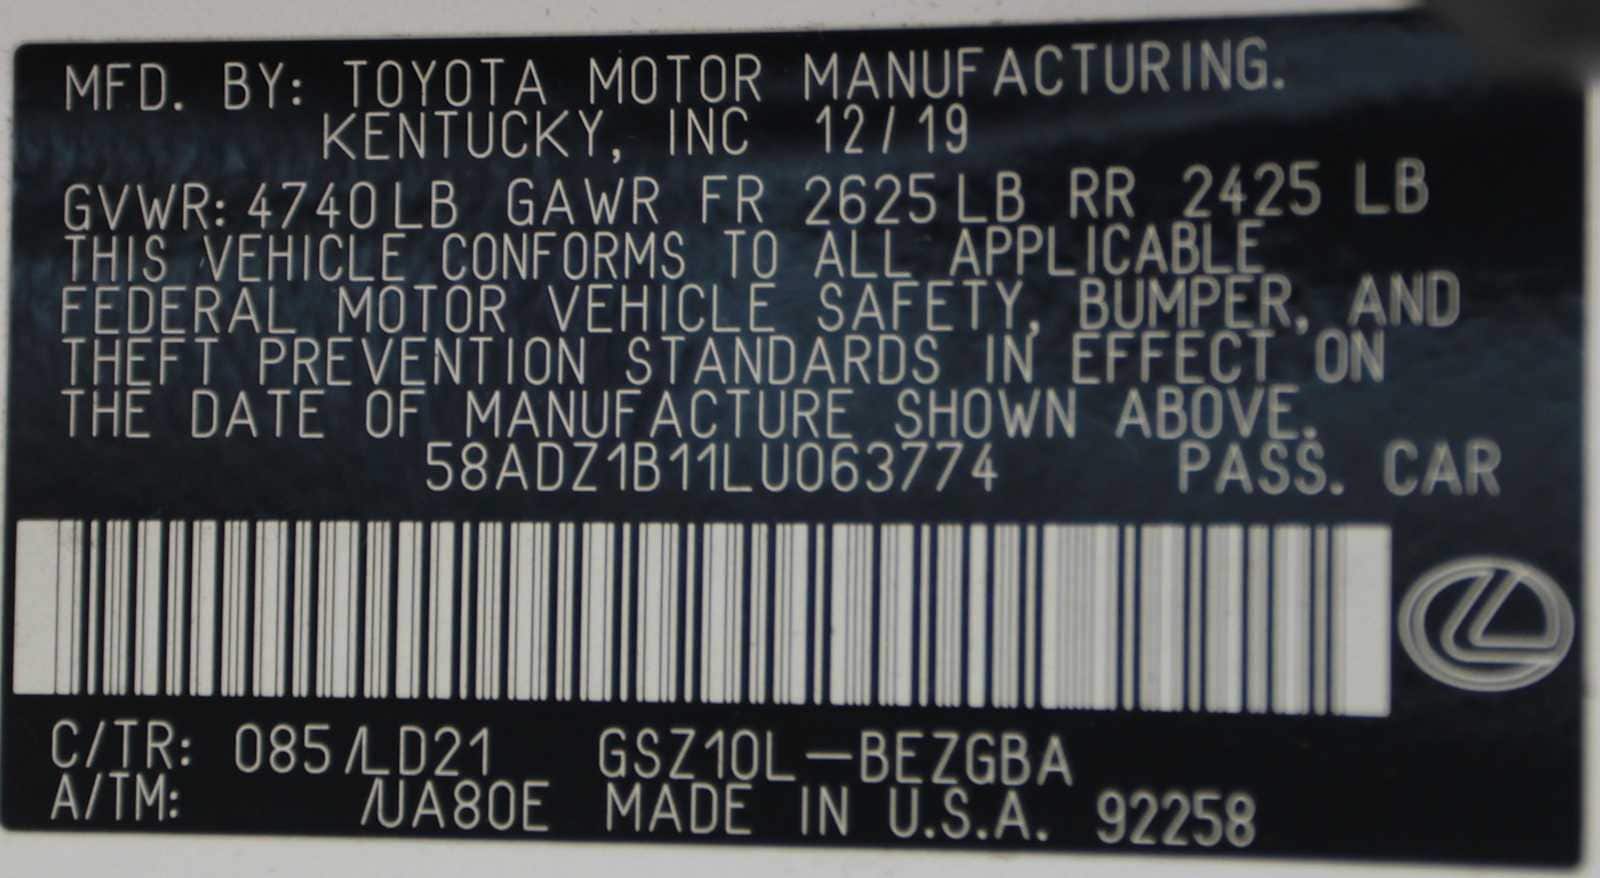 MFD. BY: TOYOTA MOTOR MANUFACTURING.
KENTUCKY, INC 12/19
GVWR: 4740LB GAWR FR 2625LB RR 2425 LB
THIS VEHICLE CONFORMS TO ALL APPLICABLE
FEDERAL MOTOR VEHICLE SAFETY, BUMPER, AND
THEFT PREVENTION STANDARDS IN EFFECT ON
THE DATE OF MANUFACTURE SHOWN ABOVE.
58ADZ1B11LU063774 PASS. CAR
C/TR: 085/LD21 GSZ10L-BEZGBA
A/TM: /UA80E MADE IN U.S.A. 92258